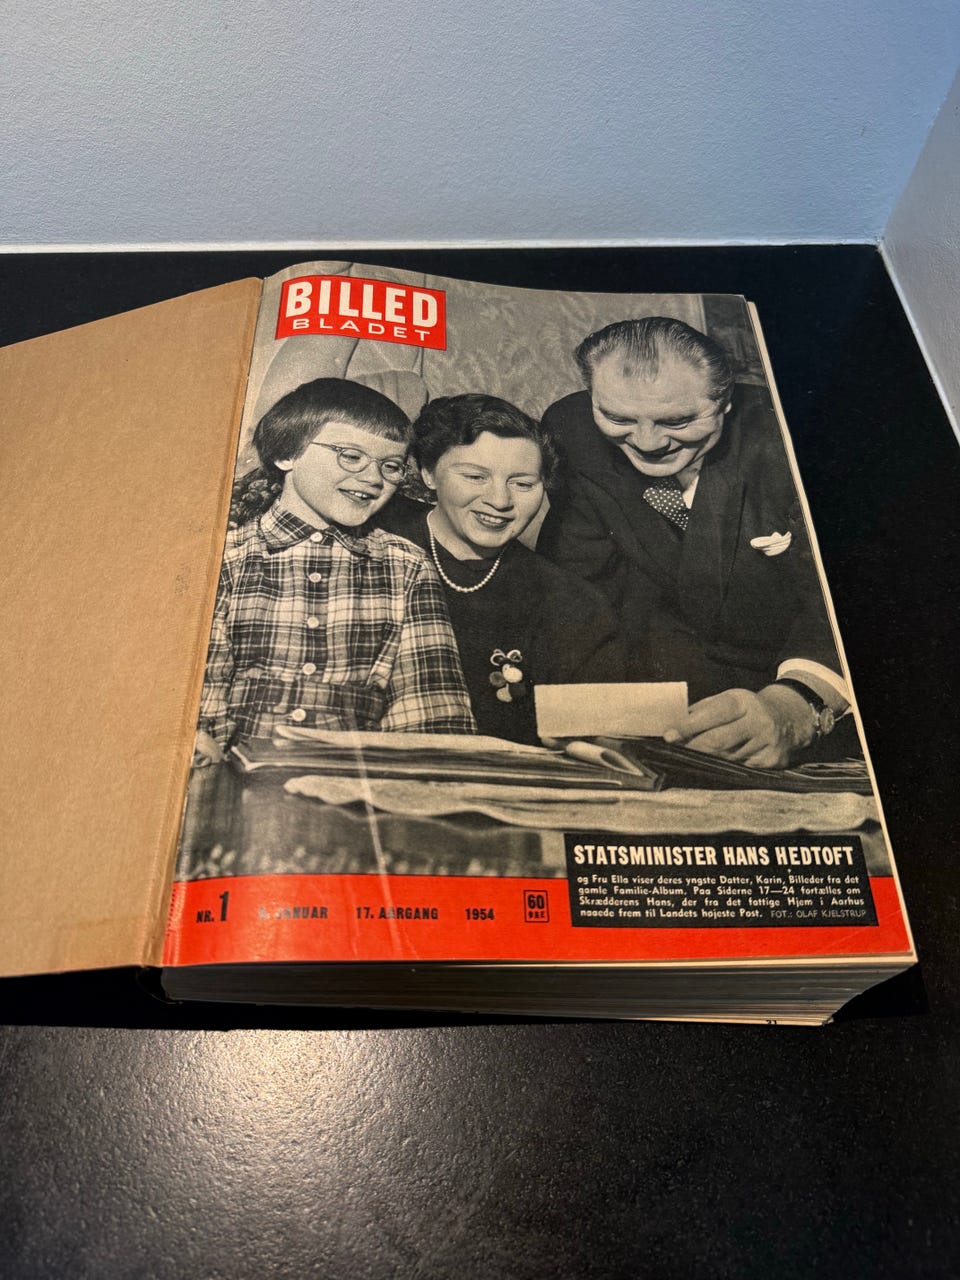 BILLED
BLADET
STATSMINISTER HANS HEDTOFT
og Fru Ella viser deres yngste Datter, Karin, Billeder fra det
gamle Familie-Album. Paa Siderne 17—24 fortælles om
Skrædderens Hans, der fra det fattige Hjem i Aarhus
naaede frem til Landets højeste Post. FOT.: OLAF KJELSTRUP
NR. 1 JANUAR 17. AARGANG 1954 60 ØRE